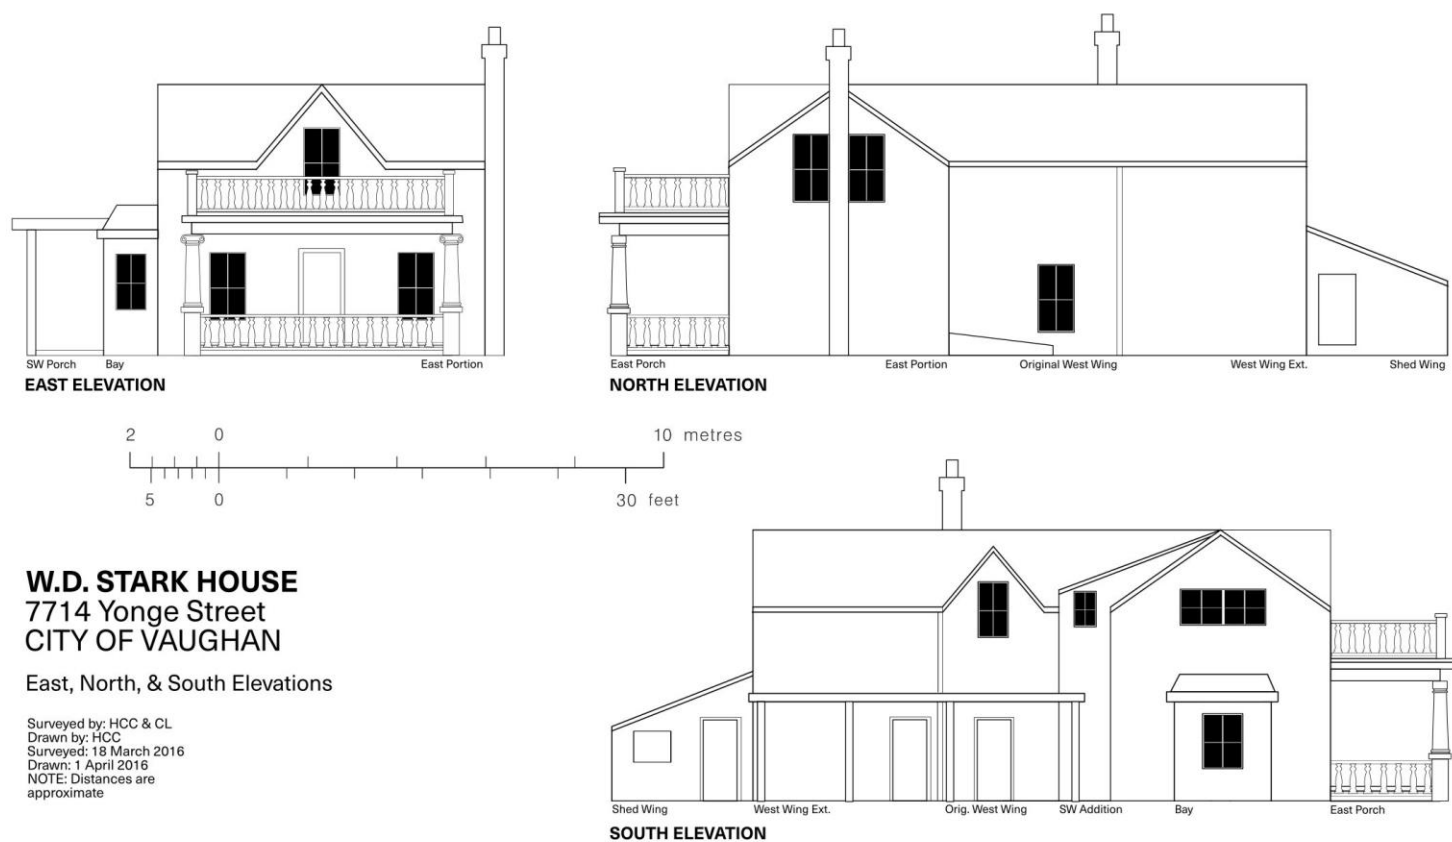 SW Porch Bay East Portion
EAST ELEVATION
East Porch East Portion Original West Wing West Wing Ext. Shed Wing
NORTH ELEVATION
2 0 10 metres
5 0 30 feet
W.D. STARK HOUSE
7714 Yonge Street
CITY OF VAUGHAN
East, North, & South Elevations
Surveyed by: HCC & CL
Drawn by: HCC
Surveyed: 18 March 2016
Drawn: 1 April 2016
NOTE: Distances are
approximate
Shed Wing West Wing Ext. Orig. West Wing SW Addition Bay East Porch
SOUTH ELEVATION